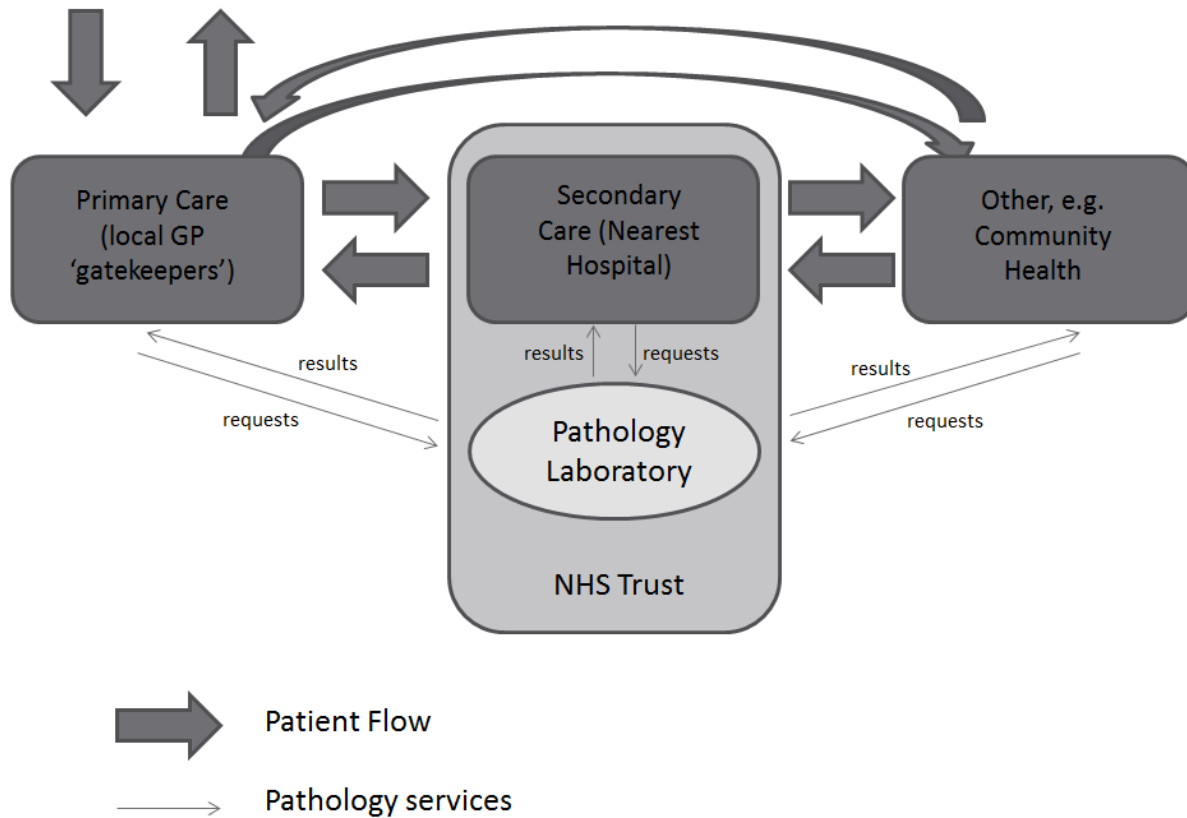 Primary Care
(local GP
‘gatekeepers’)
Secondary
Care (Nearest
Hospital)
Other, e.g.
Community
Health
results
requests
results
requests
results
requests
Pathology
Laboratory
NHS Trust
Patient Flow
Pathology services